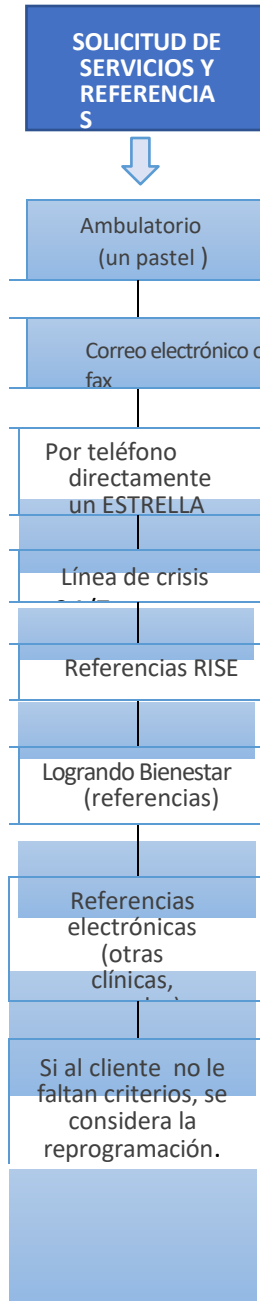 SOLICITUD DE
SERVICIOS Y
REFERENCIA
S
Ambulatorio
(un pastel )
Correo electrónico o
fax
Por teléfono
directamente
un ESTRELLA
Línea de crisis
Referencias RISE
Logrando Bienestar
(referencias)
Referencias
electrónicas
(otras
clínicas,
Si al cliente no le
faltan criterios, se
considera la
reprogramación.